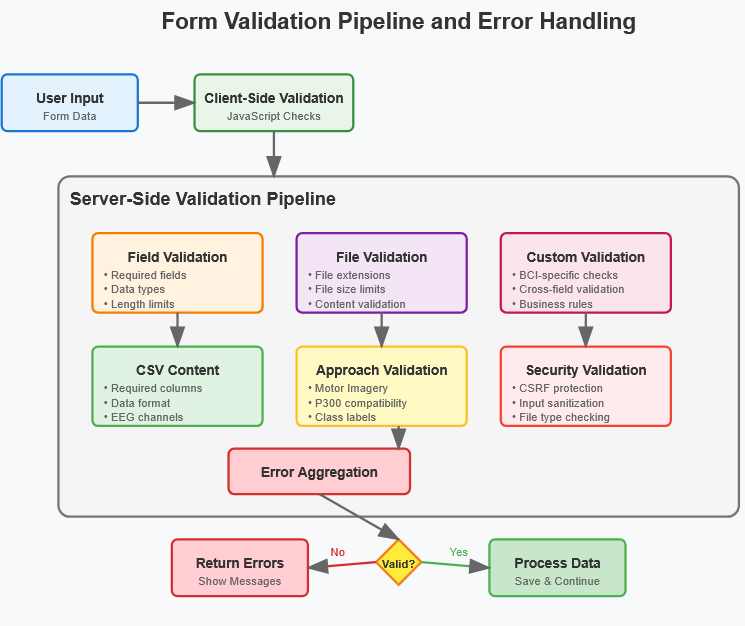 Form Validation Pipeline and Error Handling
User Input
Form Data
Client-Side Validation
JavaScript Checks
Server-Side Validation Pipeline
Field Validation
• Required fields
• Data types
• Length limits
File Validation
• File extensions
• File size limits
• Content validation
Custom Validation
• BCI-specific checks
• Cross-field validation
• Business rules
CSV Content
• Required columns
• Data format
• EEG channels
Approach Validation
• Motor Imagery
• P300 compatibility
• Class labels
Security Validation
• CSRF protection
• Input sanitization
• File type checking
Error Aggregation
Return Errors
Show Messages
No
Valid?
Yes
Process Data
Save & Continue